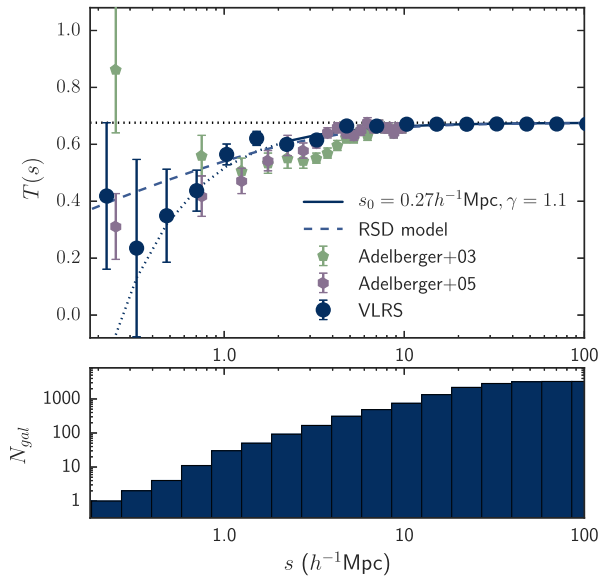 1.0
0.8
0.6
0.4
0.2
0.0
T(s)
s₀ = 0.27h⁻¹Mpc, γ = 1.1
RSD model
Adelberger+03
Adelberger+05
VLRS
1.0 10 100
1000
100
10
1
N_gal
1.0 10 100
s (h⁻¹Mpc)